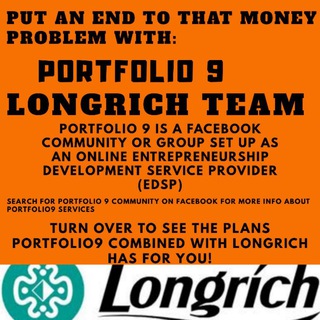 PUT AN END TO THAT MONEY
PROBLEM WITH:
PORTFOLIO 9
LONGRICH TEAM
PORTFOLIO 9 IS A FACEBOOK
COMMUNITY OR GROUP SET UP AS
AN ONLINE ENTREPRENEURSHIP
DEVELOPMENT SERVICE PROVIDER
(EDSP)
SEARCH FOR PORTFOLIO 9 COMMUNITY ON FACEBOOK FOR MORE INFO ABOUT
PORTFOLIO9 SERVICES
TURN OVER TO SEE THE PLANS
PORTFOLIO9 COMBINED WITH LONGRICH
HAS FOR YOU!
Longrich